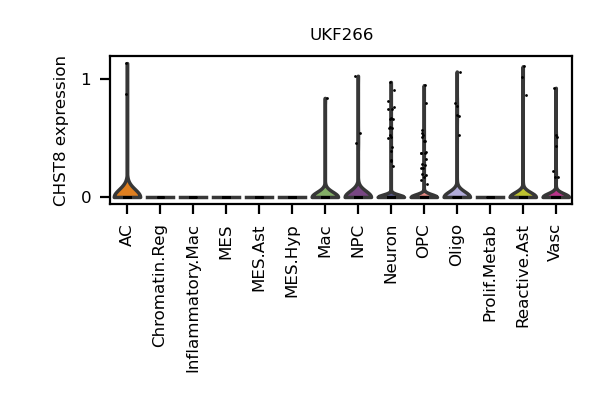 UKF266
CHST8 expression
1
0
AC
Chromatin.Reg
Inflammatory.Mac
MES
MES.Ast
MES.Hyp
Mac
NPC
Neuron
OPC
Oligo
Prolif.Metab
Reactive.Ast
Vasc